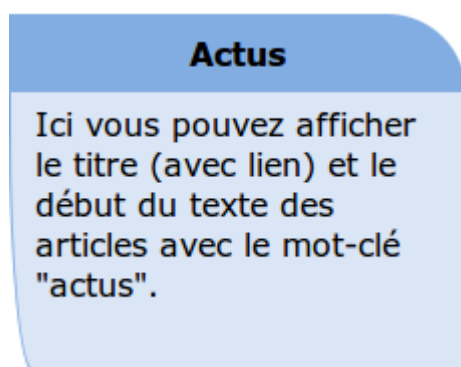 Actus
Ici vous pouvez afficher
le titre (avec lien) et le
début du texte des
articles avec le mot-clé
"actus".